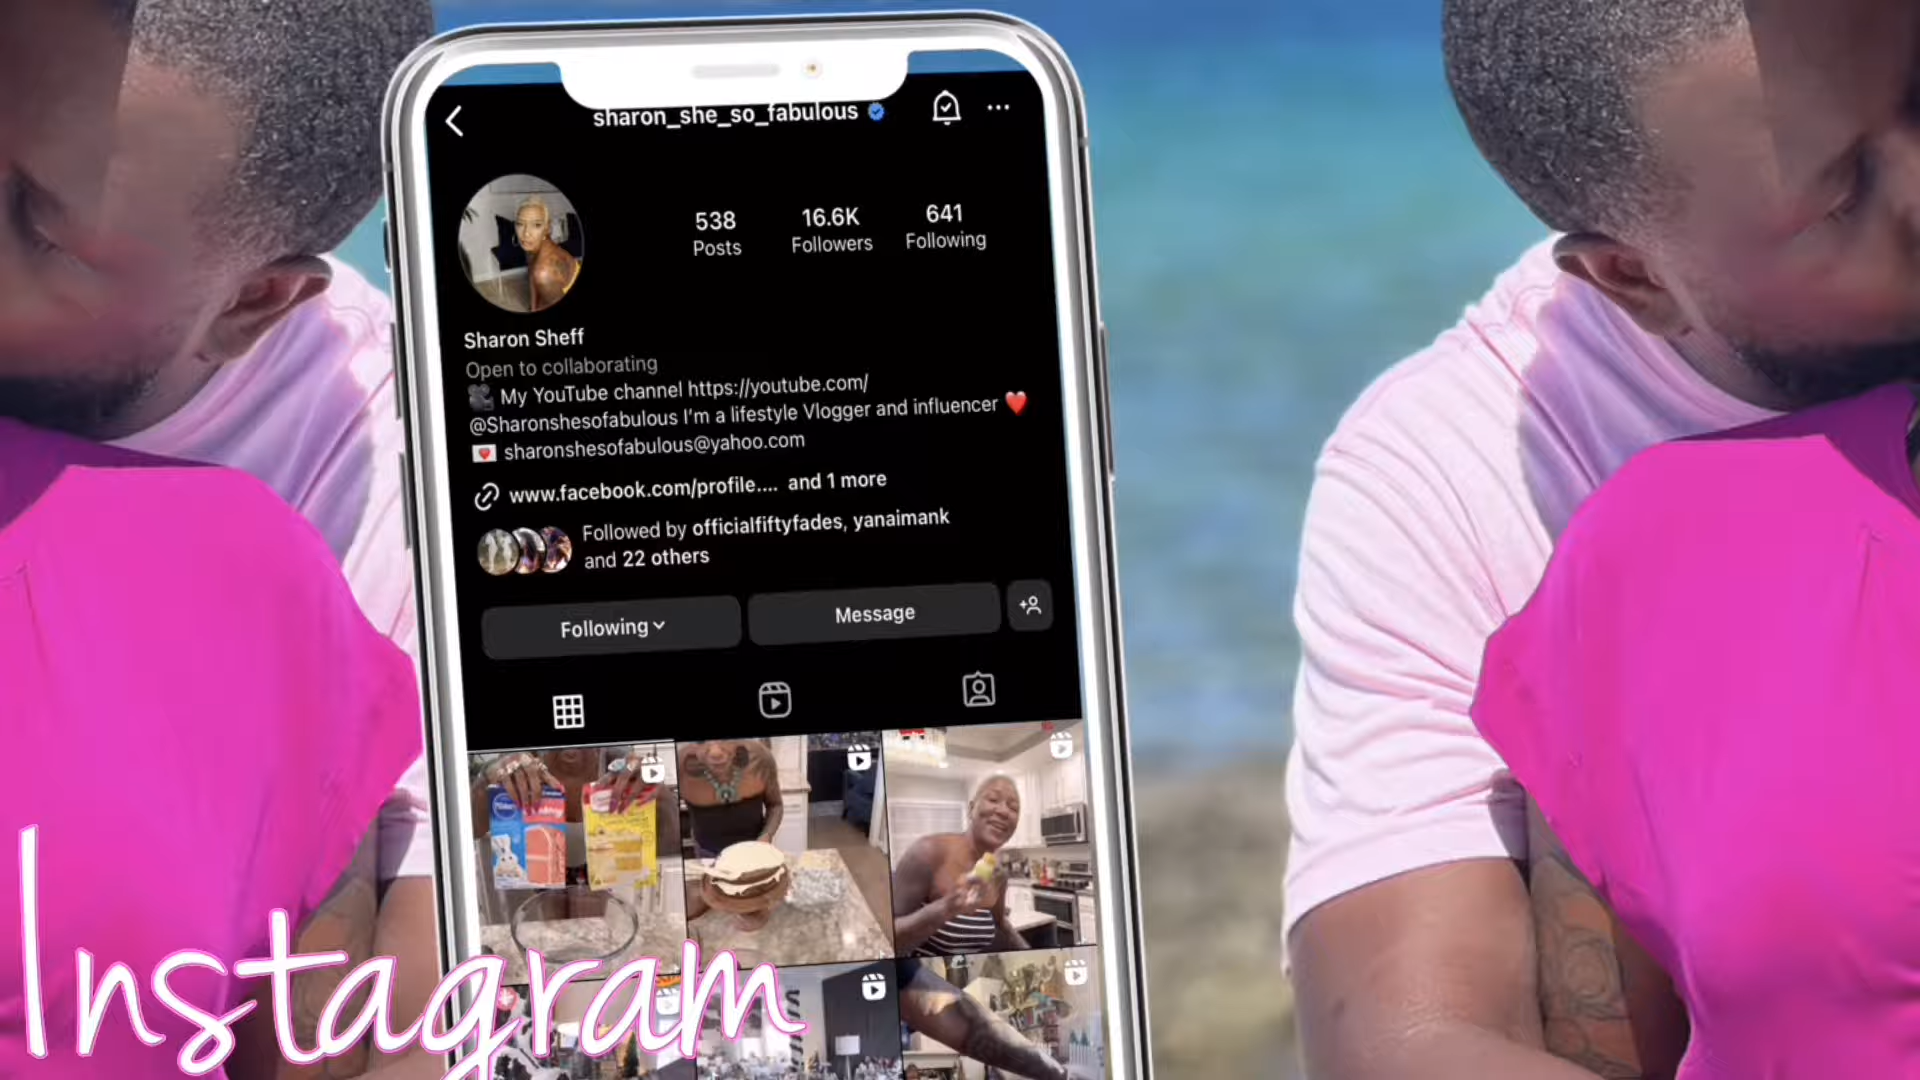 sharon_she_so_fabulous
538
Posts
16.6K
Followers
641
Following
Sharon Sheff
Open to collaborating
My YouTube channel https://youtube.com/
@Sharonshesofabulous I'm a lifestyle Vlogger and influencer ❤️
sharonshesofabulous@yahoo.com
www.facebook.com/profile.... and 1 more
Followed by officialfiftyfades, yanaimank
and 22 others
Following
Message
Instagram